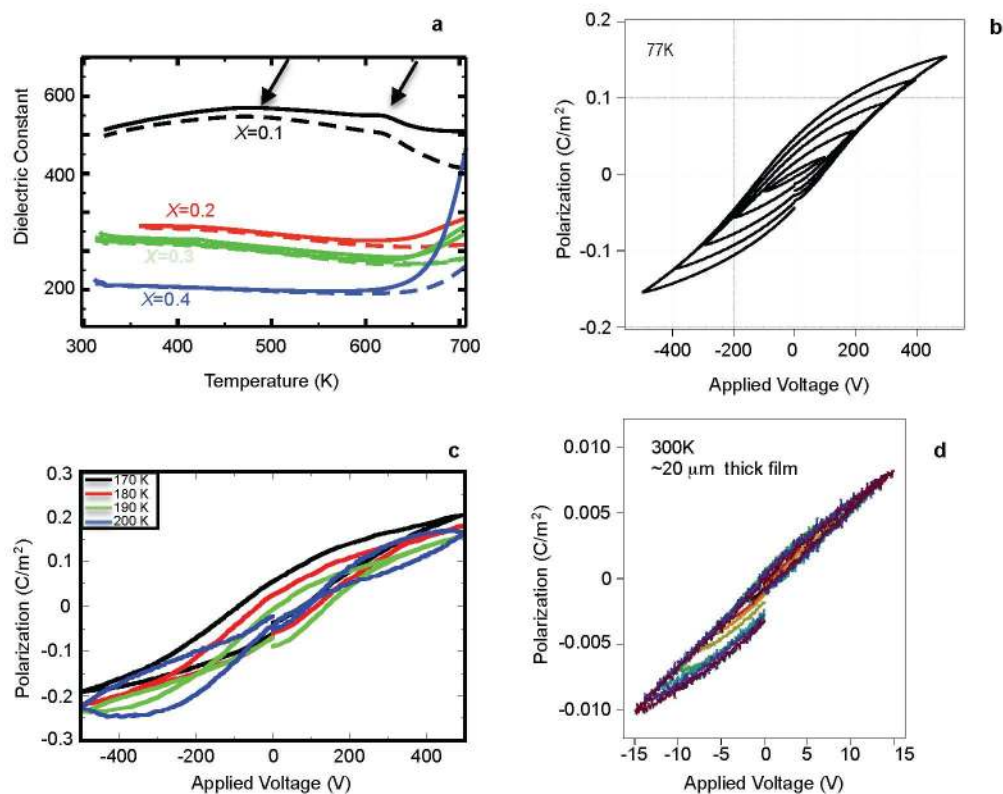 a
Dielectric Constant
600
400
200
X=0.1
X=0.2
X=0.3
X=0.4
300 400 500 600 700
Temperature (K)
b
77K
Polarization (C/m²)
0.2
0.1
0
-0.1
-0.2
-400 -200 0 200 400
Applied Voltage (V)
c
170 K
180 K
190 K
200 K
Polarization (C/m²)
0.3
0.2
0.1
0
-0.1
-0.2
-0.3
-400 -200 0 200 400
Applied Voltage (V)
d
300K
~20 μm thick film
Polarization (C/m²)
0.010
0.005
0
-0.005
-0.010
-15 -10 -5 0 5 10 15
Applied Voltage (V)